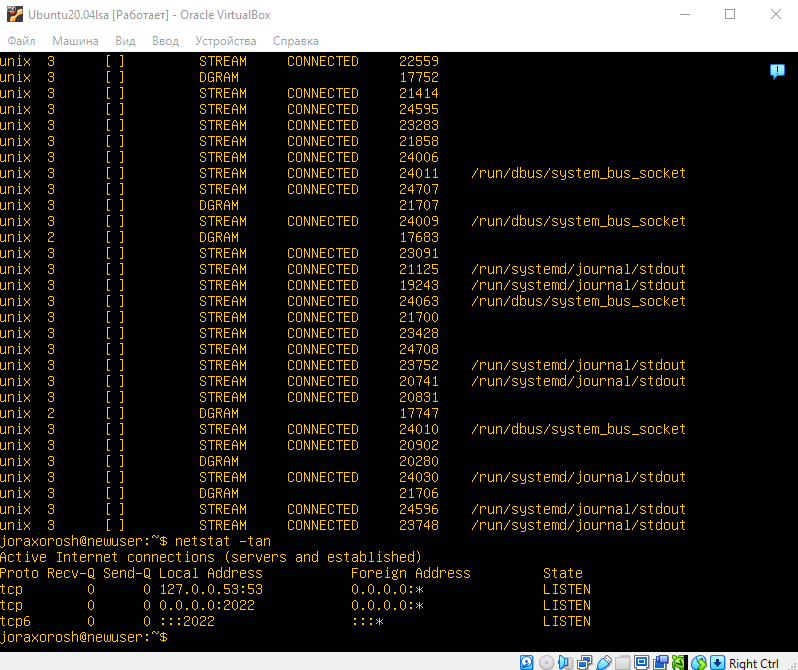 Ubuntu20.04lsa [Работает] - Oracle VirtualBox
Файл Машина Вид Ввод Устройства Справка
unix 3 [ ] STREAM CONNECTED 22559
unix 3 [ ] DGRAM 17752
unix 3 [ ] STREAM CONNECTED 21414
unix 3 [ ] STREAM CONNECTED 24595
unix 3 [ ] STREAM CONNECTED 23283
unix 3 [ ] STREAM CONNECTED 21858
unix 3 [ ] STREAM CONNECTED 24006
unix 3 [ ] STREAM CONNECTED 24011 /run/dbus/system_bus_socket
unix 3 [ ] STREAM CONNECTED 24707
unix 3 [ ] DGRAM 21707
unix 3 [ ] STREAM CONNECTED 24009 /run/dbus/system_bus_socket
unix 2 [ ] DGRAM 17683
unix 3 [ ] STREAM CONNECTED 23091
unix 3 [ ] STREAM CONNECTED 21125 /run/systemd/journal/stdout
unix 3 [ ] STREAM CONNECTED 19243 /run/systemd/journal/stdout
unix 3 [ ] STREAM CONNECTED 24063 /run/dbus/system_bus_socket
unix 3 [ ] STREAM CONNECTED 21700
unix 3 [ ] STREAM CONNECTED 23428
unix 3 [ ] STREAM CONNECTED 24708
unix 3 [ ] STREAM CONNECTED 23752 /run/systemd/journal/stdout
unix 3 [ ] STREAM CONNECTED 20741 /run/systemd/journal/stdout
unix 3 [ ] STREAM CONNECTED 20831
unix 2 [ ] DGRAM 17747
unix 3 [ ] STREAM CONNECTED 24010 /run/dbus/system_bus_socket
unix 3 [ ] STREAM CONNECTED 20902
unix 3 [ ] DGRAM 20280
unix 3 [ ] STREAM CONNECTED 24030 /run/systemd/journal/stdout
unix 3 [ ] DGRAM 21706
unix 3 [ ] STREAM CONNECTED 24596 /run/systemd/journal/stdout
unix 3 [ ] STREAM CONNECTED 23748 /run/systemd/journal/stdout
joraxorosh@newuser:~$ netstat -tan
Active Internet connections (servers and established)
Proto Recv-Q Send-Q Local Address Foreign Address State
tcp 0 0 127.0.0.53:53 0.0.0.0:* LISTEN
tcp 0 0 0.0.0.0:2022 0.0.0.0:* LISTEN
tcp6 0 0 :::2022 :::* LISTEN
joraxorosh@newuser:~$
Right Ctrl